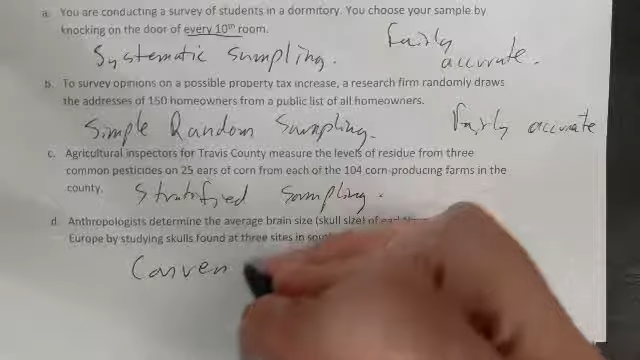 a. You are conducting a survey of students in a dormitory. You choose your sample by
knocking on the door of every 10th room.
Fairly
Systematic Sampling.
accurate.
b. To survey opinions on a possible property tax increase, a research firm randomly draws
the addresses of 150 homeowners from a public list of all homeowners.
Simple Random Sampling.
Fairly accurate
c. Agricultural inspectors for Travis County measure the levels of residue from three
common pesticides on 25 ears of corn from each of the 104 corn-producing farms in the
county.
Stratified Sampling.
d. Anthropologists determine the average brain size (skull size) of
Europe by studying skulls found at three sites in
Conven